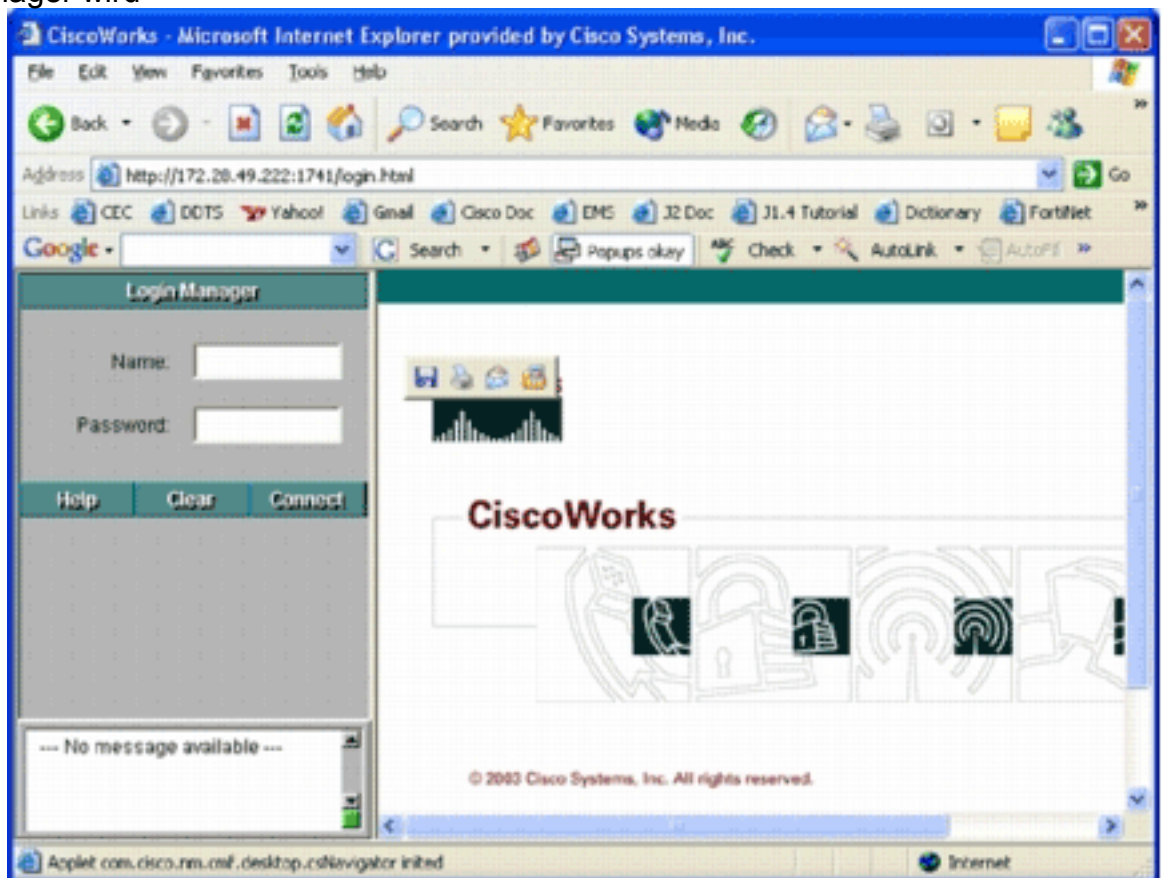 ager wird
CiscoWorks - Microsoft Internet Explorer provided by Cisco Systems, Inc.
File Edit View Favorites Tools Help
Back Search Favorites Media
Address http://172.28.49.222:1741/login.html Go
Links CEC DDTS Yahoo! Gmail Cisco Doc EMS J2 Doc J1.4 Tutorial Dictionary FortiNet
Google Search Popups okay Check AutoLink AutoFill
Login Manager
Name:
Password:
Help Clear Connect
s
CiscoWorks
--- No message available ---
© 2003 Cisco Systems, Inc. All rights reserved.
Applet com.cisco.nm.cmf.desktop.csNavigator inited Internet